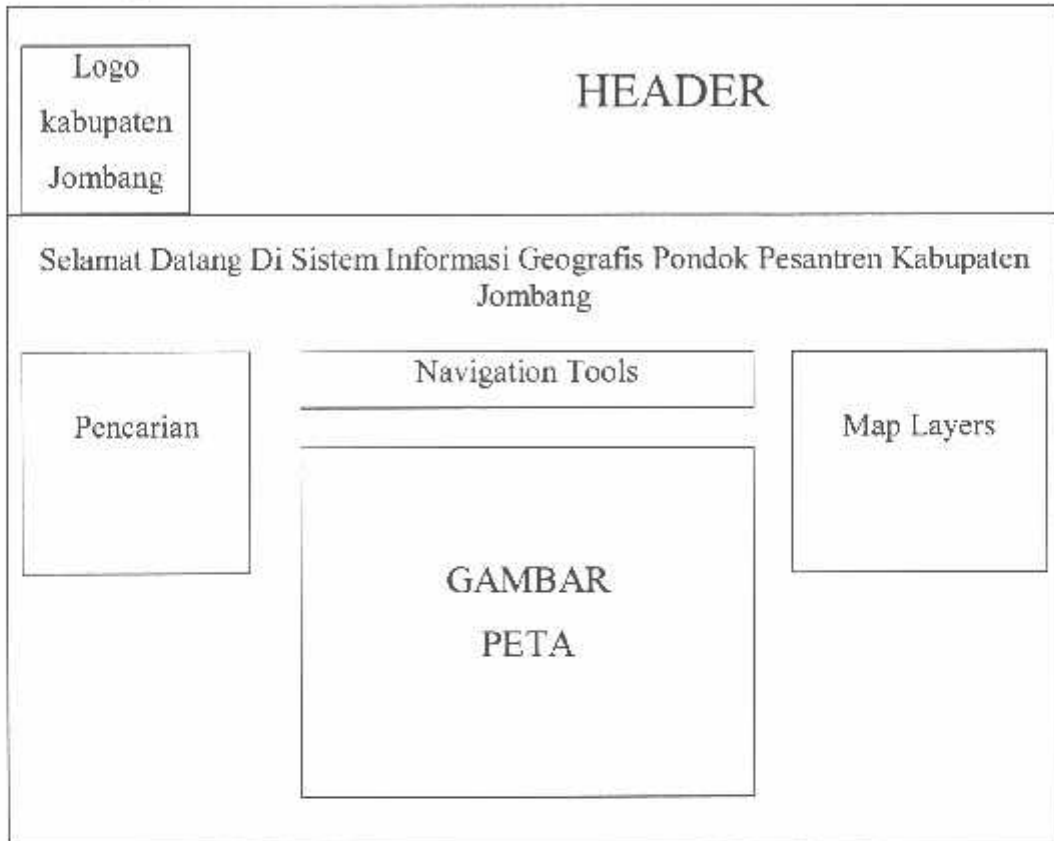 Logo
kabupaten
Jombang
HEADER
Selamat Datang Di Sistem Informasi Geografis Pondok Pesantren Kabupaten
Jombang
Pencarian
Navigation Tools
Map Layers
GAMBAR
PETA